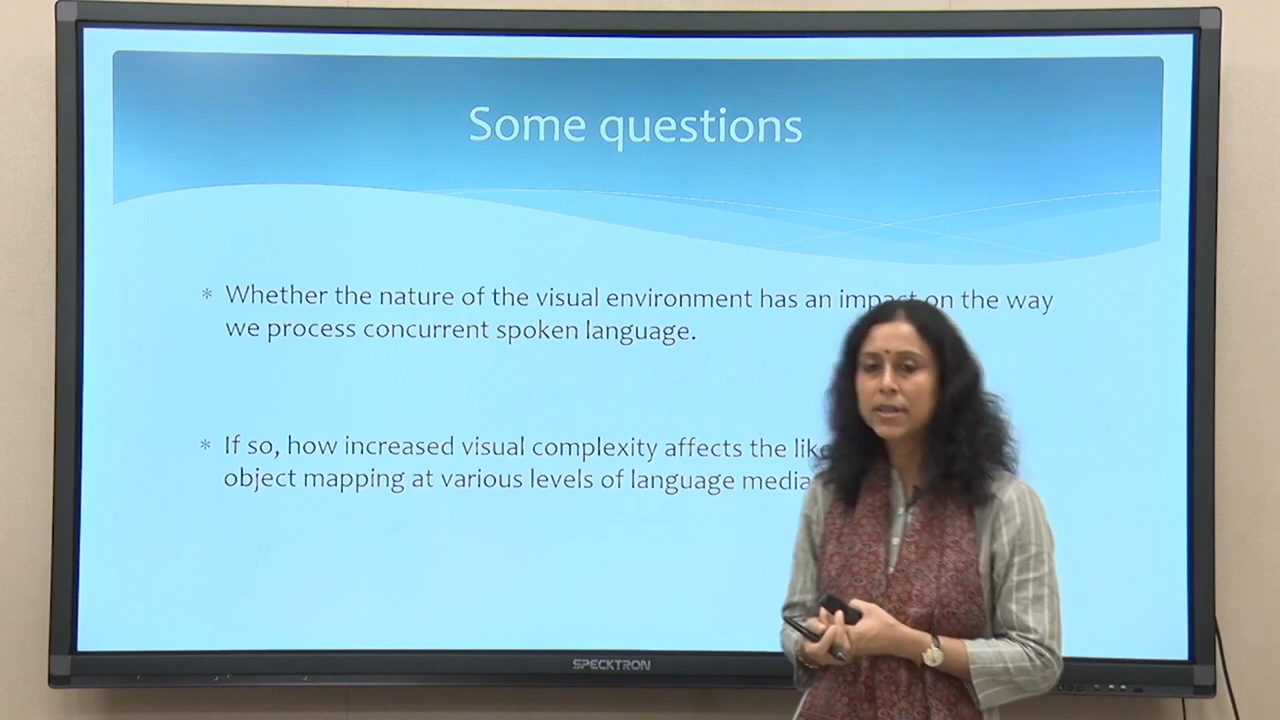 Some questions
* Whether the nature of the visual environment has an impact on the way
we process concurrent spoken language.
* If so, how increased visual complexity affects the
object mapping at various levels of language
SPECKTRON